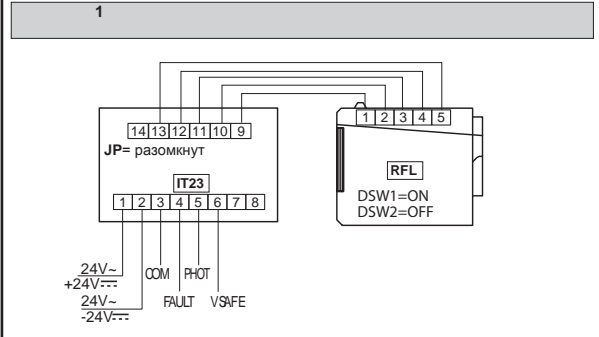 1
14 13 12 11 10 9
1 2 3 4 5
JP= разомкнут
IT23
RFL
DSW1=ON
DSW2=OFF
1 2 3 4 5 6 7 8
24V~
+24V
COM
PHOT
24V~
-24V
FAULT
VSAFE